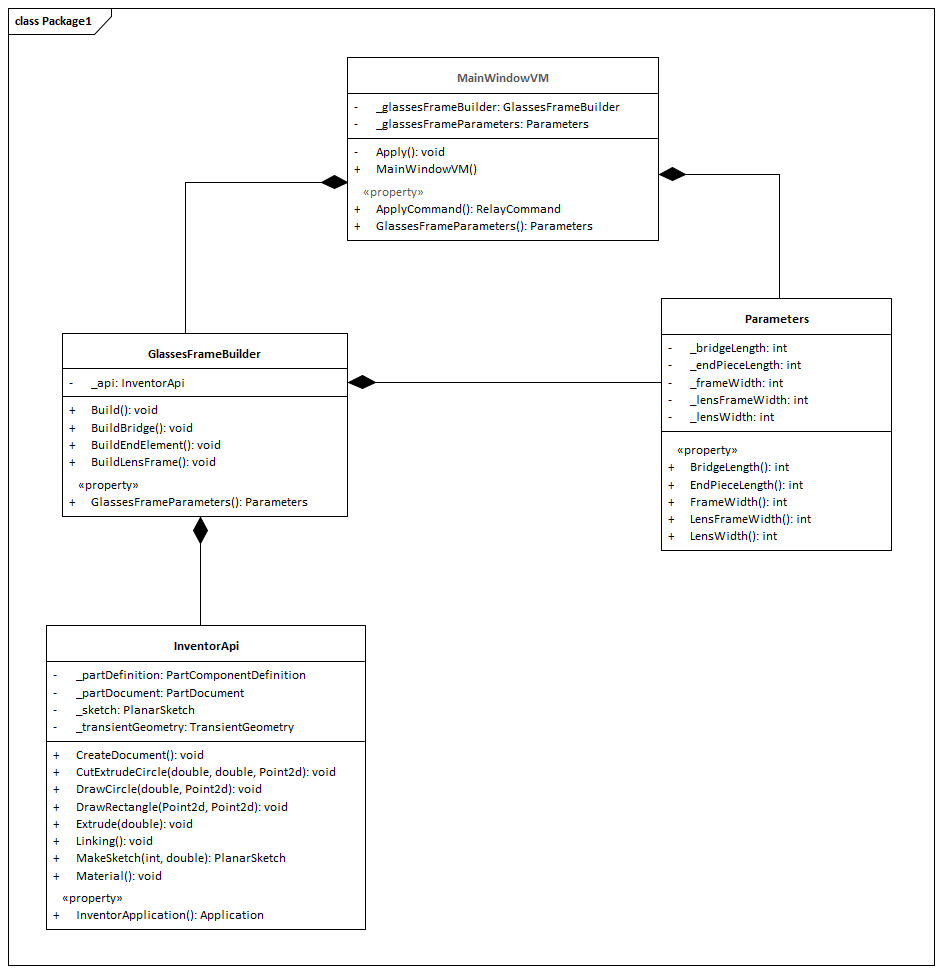 class Package1
MainWindowVM
- _glassesFrameBuilder: GlassesFrameBuilder
- _glassesFrameParameters: Parameters
- Apply(): void
+ MainWindowVM()
«property»
+ ApplyCommand(): RelayCommand
+ GlassesFrameParameters(): Parameters
GlassesFrameBuilder
- _api: InventorApi
+ Build(): void
+ BuildBridge(): void
+ BuildEndElement(): void
+ BuildLensFrame(): void
«property»
+ GlassesFrameParameters(): Parameters
Parameters
- _bridgeLength: int
- _endPieceLength: int
- _frameWidth: int
- _lensFrameWidth: int
- _lensWidth: int
«property»
+ BridgeLength(): int
+ EndPieceLength(): int
+ FrameWidth(): int
+ LensFrameWidth(): int
+ LensWidth(): int
InventorApi
- _partDefinition: PartComponentDefinition
- _partDocument: PartDocument
- _sketch: PlanarSketch
- _transientGeometry: TransientGeometry
+ CreateDocument(): void
+ CutExtrudeCircle(double, double, Point2d): void
+ DrawCircle(double, Point2d): void
+ DrawRectangle(Point2d, Point2d): void
+ Extrude(double): void
+ Linking(): void
+ MakeSketch(int, double): PlanarSketch
+ Material(): void
«property»
+ InventorApplication(): Application